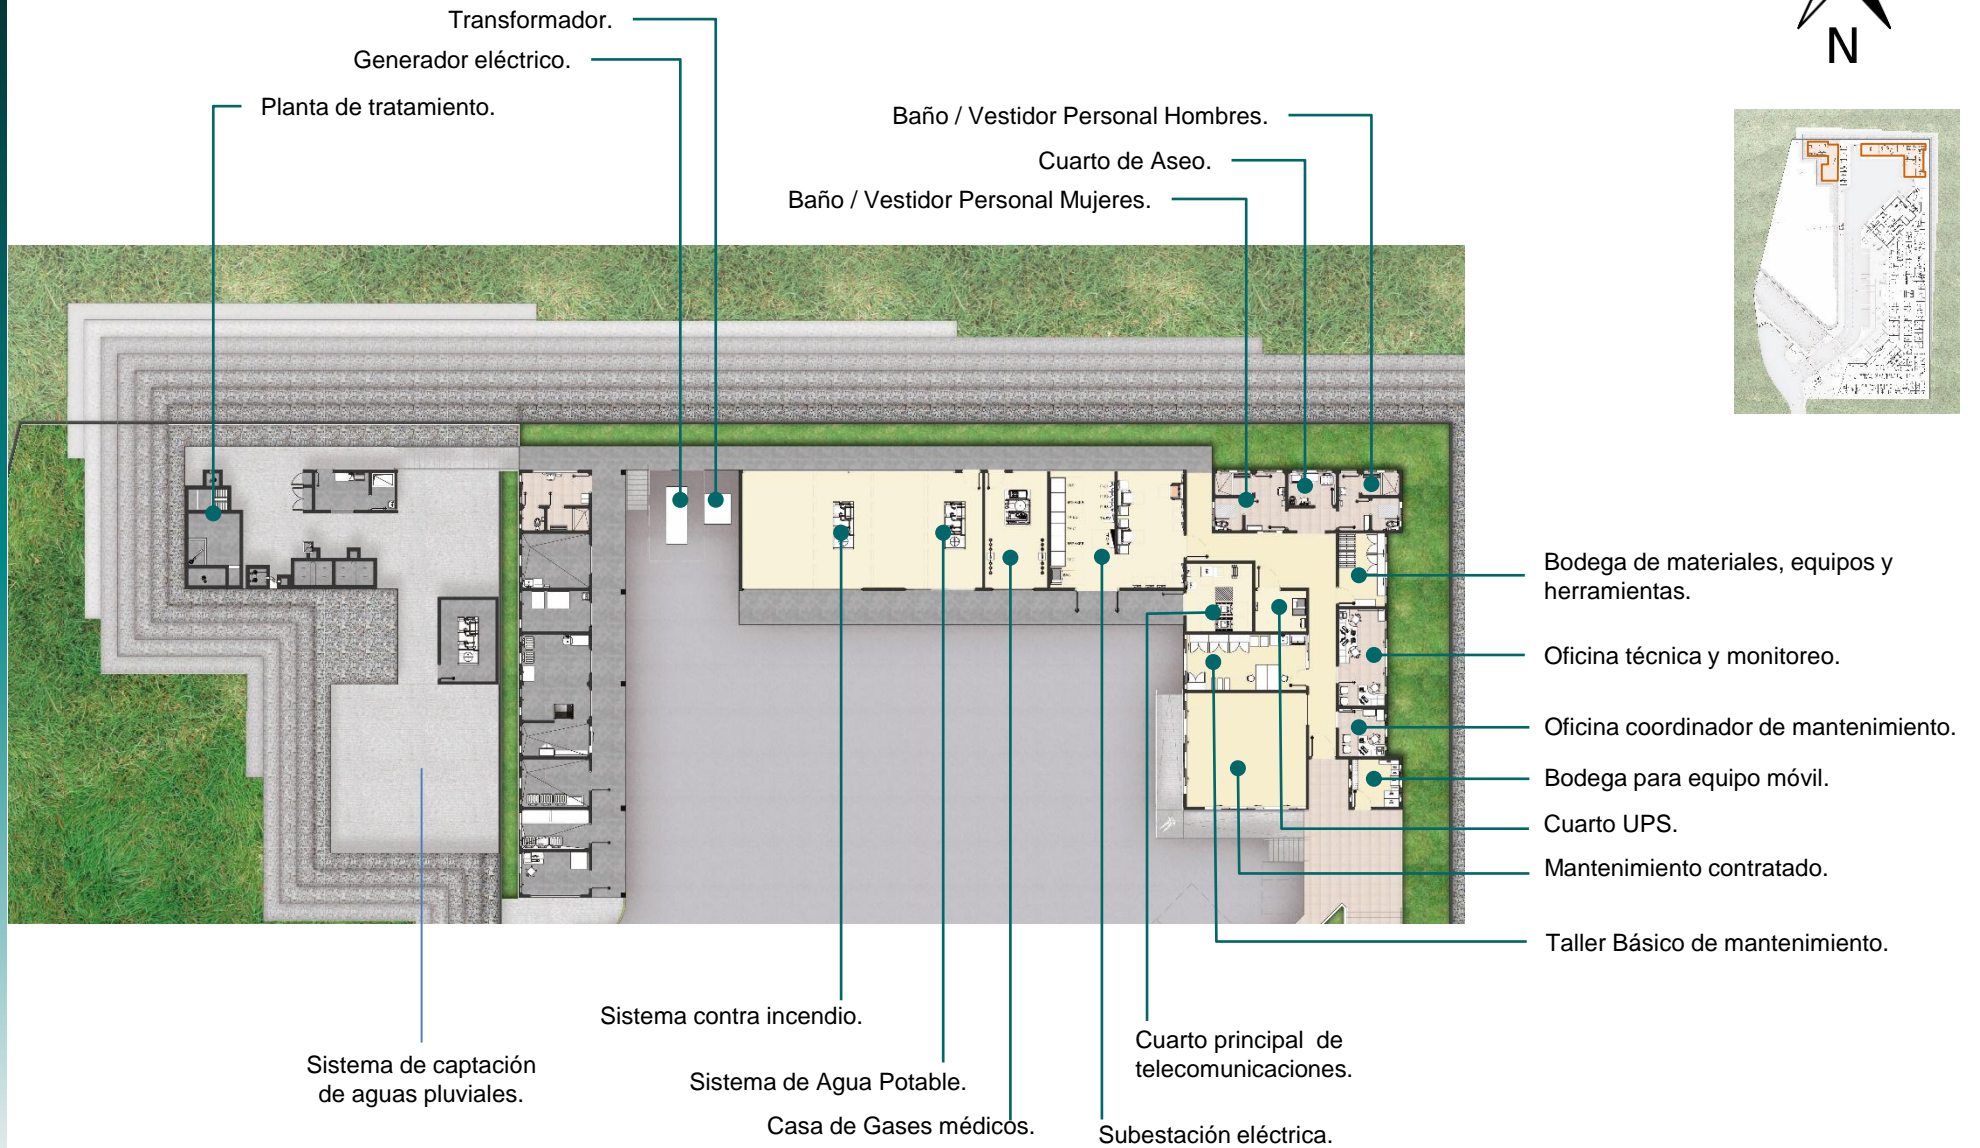 Transformador.
N
Generador eléctrico.
Planta de tratamiento.
Baño / Vestidor Personal Hombres.
Cuarto de Aseo.
Baño / Vestidor Personal Mujeres.
Bodega de materiales, equipos y
herramientas.
Oficina técnica y monitoreo.
Oficina coordinador de mantenimiento.
Bodega para equipo móvil.
Cuarto UPS.
Mantenimiento contratado.
Taller Básico de mantenimiento.
Sistema contra incendio.
Cuarto principal de
telecomunicaciones.
Sistema de captación
de aguas pluviales.
Sistema de Agua Potable.
Casa de Gases médicos.
Subestación eléctrica.